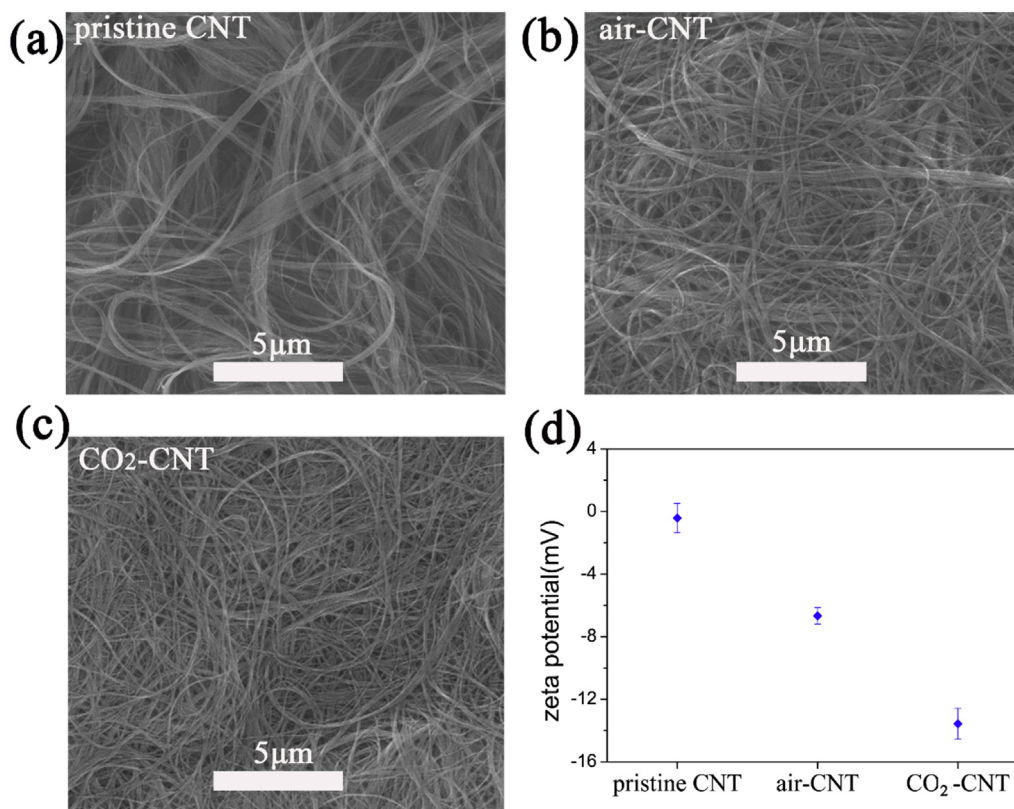 (a) pristine CNT
5μm
(b) air-CNT
5μm
(c) CO₂-CNT
5μm
(d)
4
0
-4
-8
-12
-16
zeta potential(mV)
pristine CNT air-CNT CO₂-CNT